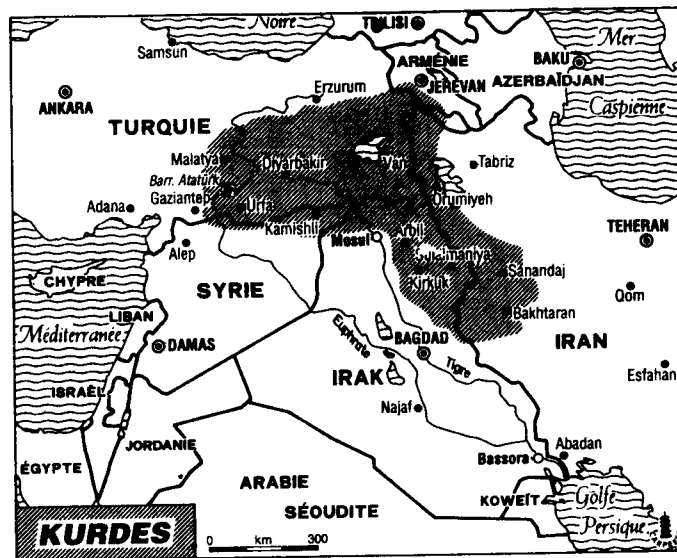 Noire
TBILISI
Mer
Samsun
ARMÉNIE
BAKU
Erzurum
JEREVAN
AZERBAÏDJAN
ANKARA
Caspienne
TURQUIE
Malatya
Diyarbakir
Van
Tabriz
Barr. Atatürk
Orumiyeh
Gaziantep
Adana
Urfa
Kamishli
Arbil
TEHERAN
Mosul
Alep
Sulaimaniya
Sanandaj
CHYPRE
SYRIE
Kirkuk
Qom
LIBAN
Bakhtaran
Méditerranée
BAGDAD
IRAN
DAMAS
Euphrate
Tigre
ISRAËL
IRAK
Esfahan
Najaf
JORDANIE
Abadan
ÉGYPTE
Bassora
ARABIE
KOWEÏT
SÉOUDITE
Golfe
KURDES
Persique
0 km 300